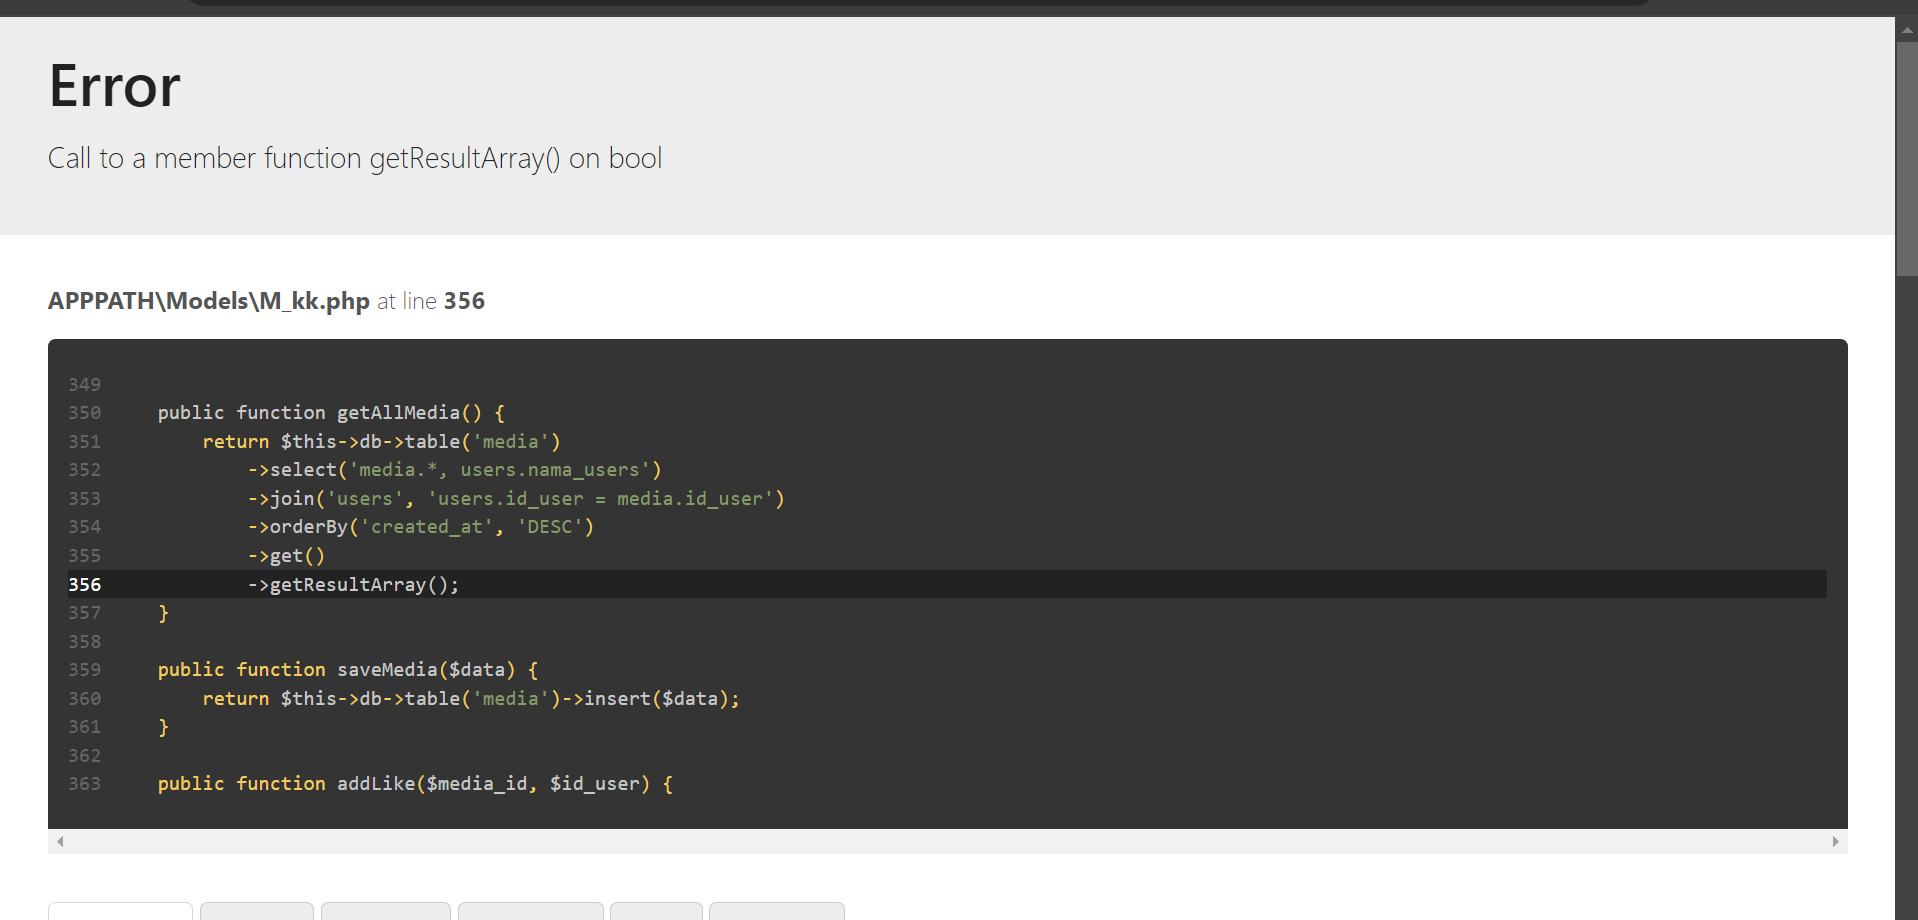 Error
Call to a member function getResultArray() on bool
APPPATH\Models\M_kk.php at line 356
349
350     public function getAllMedia() {
351         return $this->db->table('media')
352             ->select('media.*, users.nama_users')
353             ->join('users', 'users.id_user = media.id_user')
354             ->orderBy('created_at', 'DESC')
355             ->get()
356             ->getResultArray();
357     }
358
359     public function saveMedia($data) {
360         return $this->db->table('media')->insert($data);
361     }
362
363     public function addLike($media_id, $id_user) {